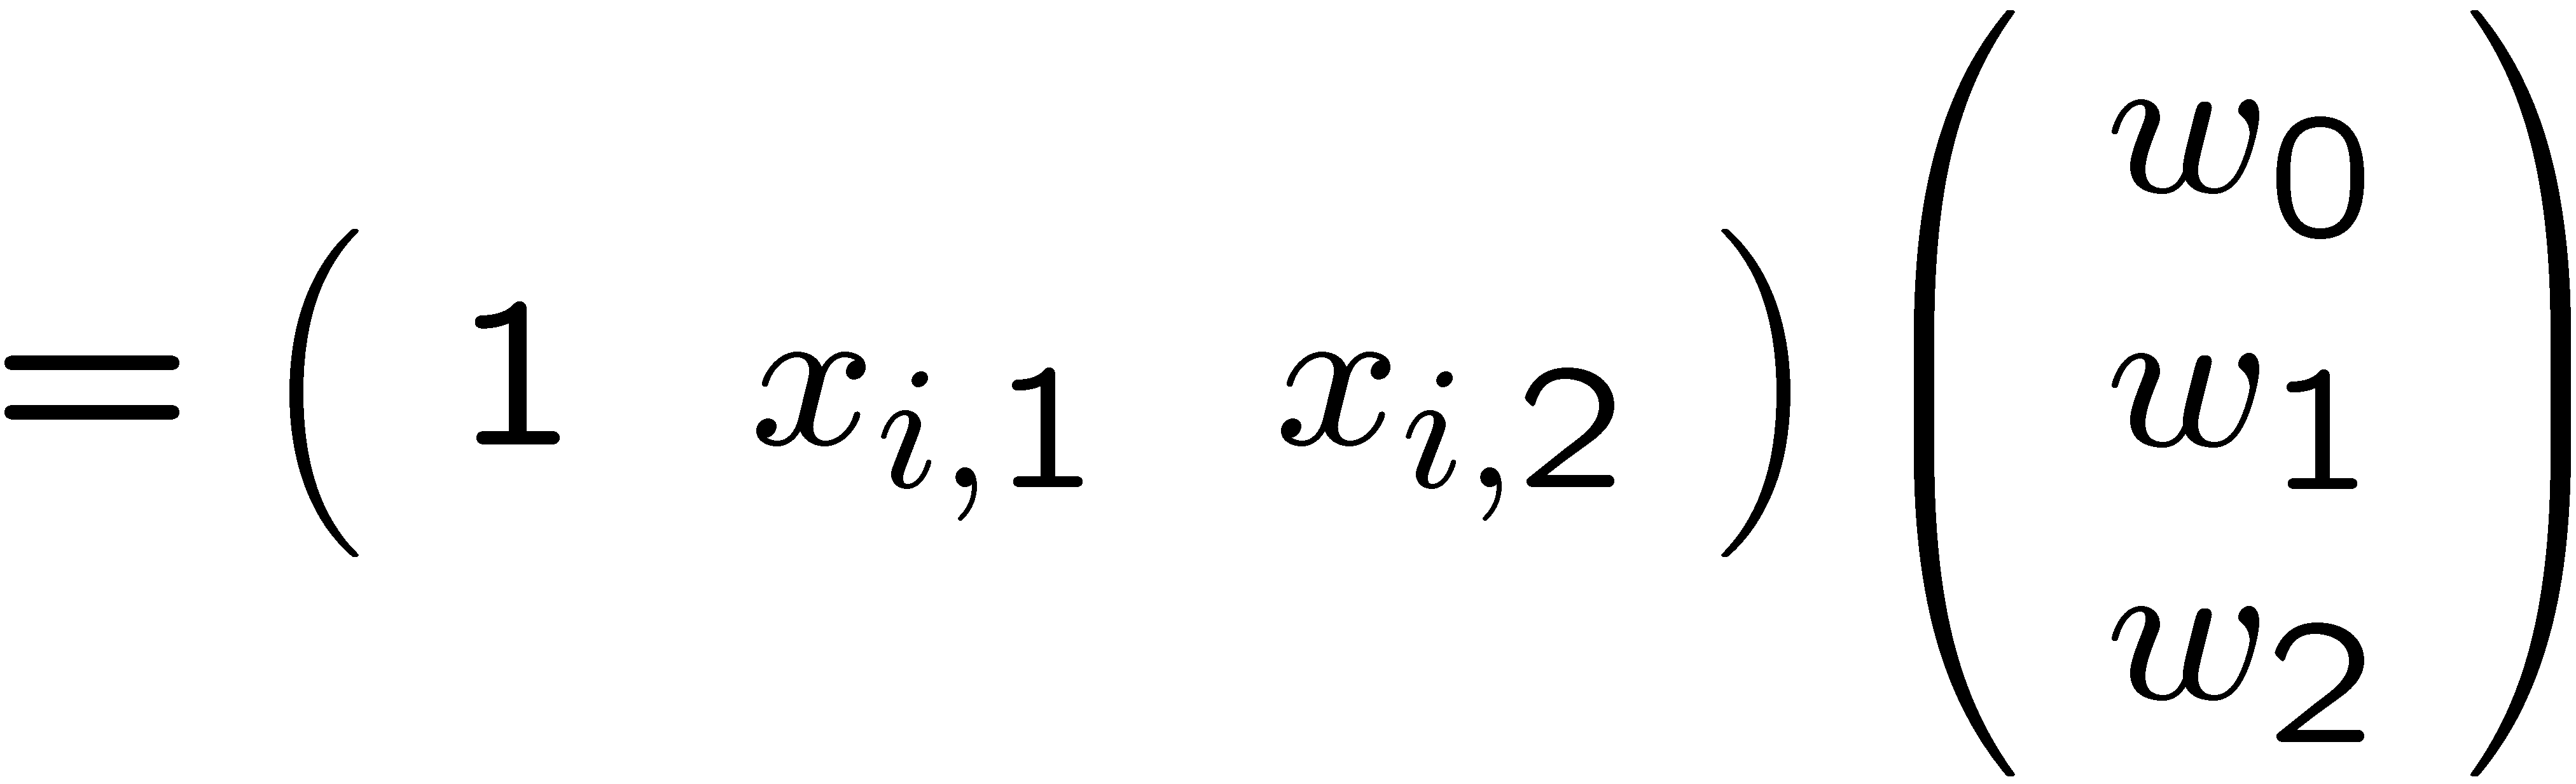 = ( 1 x_{i,1} x_{i,2} ) ( w_0
w_1
w_2 )